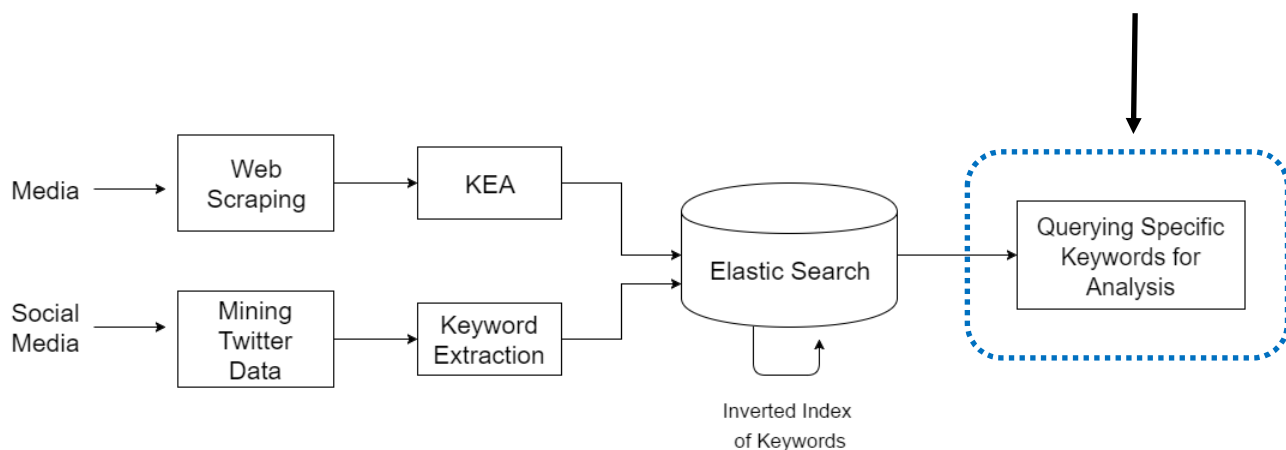 Media
Web
Scraping
KEA
Social
Media
Mining
Twitter
Data
Keyword
Extraction
Elastic Search
Inverted Index
of Keywords
Querying Specific
Keywords for
Analysis